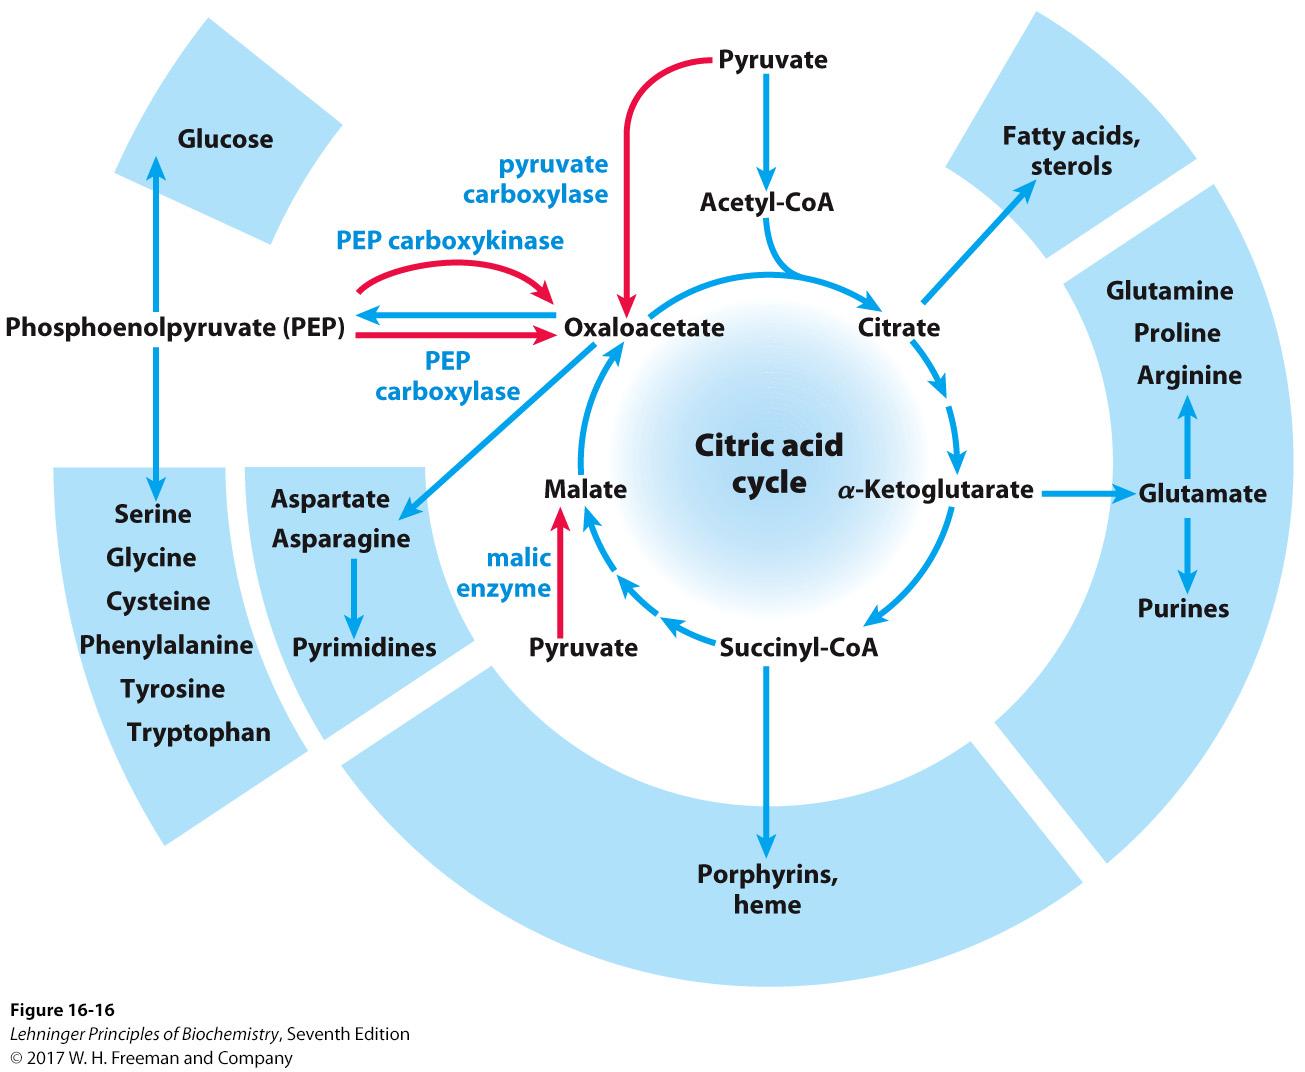 Pyruvate
Glucose
Fatty acids,
sterols
pyruvate
carboxylase
Acetyl-CoA
PEP carboxykinase
Phosphoenolpyruvate (PEP)
Oxaloacetate
Citrate
PEP
carboxylase
Glutamine
Proline
Arginine
Citric acid
cycle
Malate
α-Ketoglutarate
Glutamate
Purines
malic
enzyme
Pyruvate
Succinyl-CoA
Aspartate
Asparagine
Pyrimidines
Serine
Glycine
Cysteine
Phenylalanine
Tyrosine
Tryptophan
Porphyrins,
heme
Figure 16-16
Lehninger Principles of Biochemistry, Seventh Edition
© 2017 W. H. Freeman and Company